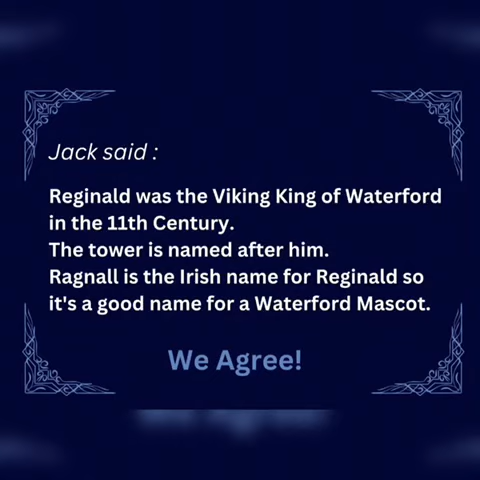 Jack said :
Reginald was the Viking King of Waterford
in the 11th Century.
The tower is named after him.
Ragnall is the Irish name for Reginald so
it's a good name for a Waterford Mascot.
We Agree!